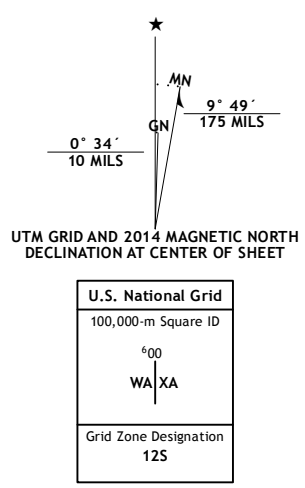 ★
MN
GN
9° 49´
175 MILS
0° 34´
10 MILS
UTM GRID AND 2014 MAGNETIC NORTH
DECLINATION AT CENTER OF SHEET
U.S. National Grid
100,000-m Square ID
⁶00
WA XA
Grid Zone Designation
12S